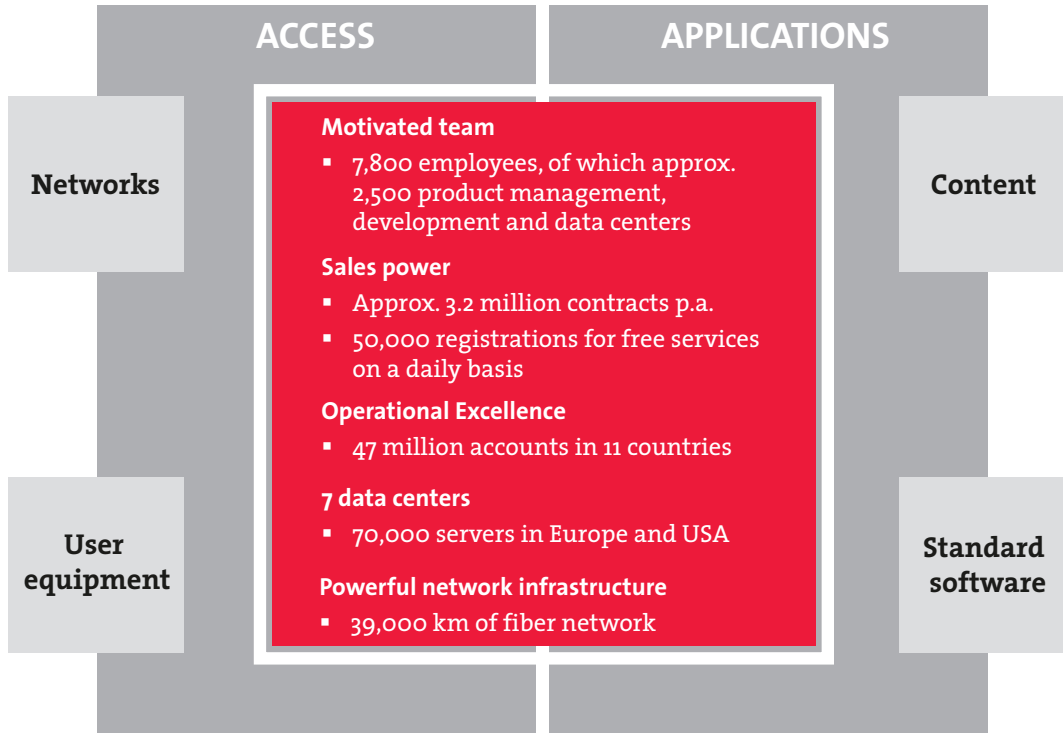 ACCESS
APPLICATIONS
Networks
User
equipment
Motivated team
▪ 7,800 employees, of which approx.
2,500 product management,
development and data centers
Sales power
▪ Approx. 3.2 million contracts p.a.
▪ 50,000 registrations for free services
on a daily basis
Operational Excellence
▪ 47 million accounts in 11 countries
7 data centers
▪ 70,000 servers in Europe and USA
Powerful network infrastructure
▪ 39,000 km of fiber network
Content
Standard
software